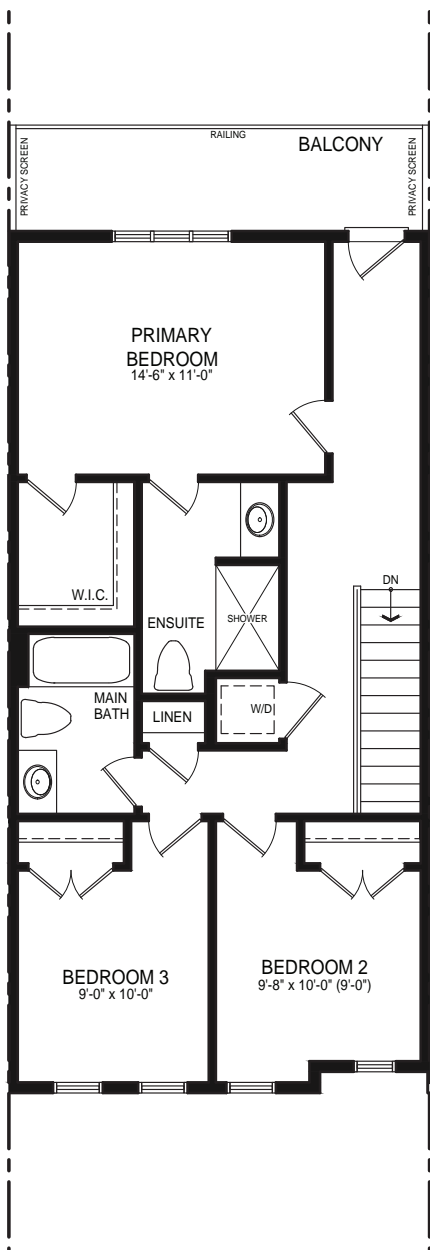 RAILING
BALCONY
PRIVACY SCREEN
PRIVACY SCREEN
PRIMARY
BEDROOM
14'-6" x 11'-0"
W.I.C.
ENSUITE
SHOWER
DN
MAIN
BATH
LINEN
W/D
BEDROOM 3
9'-0" x 10'-0"
BEDROOM 2
9'-8" x 10'-0" (9'-0")